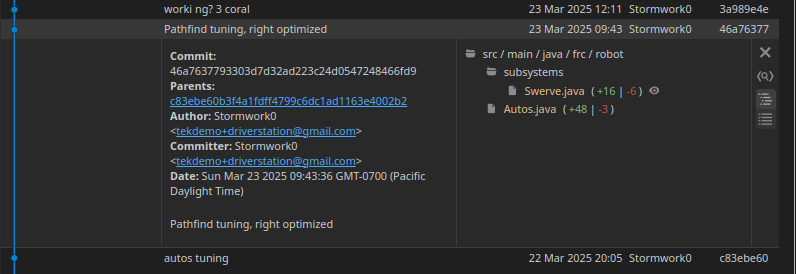 worki ng? 3 coral 23 Mar 2025 12:11 Stormwork0 3a989e4e
Pathfind tuning, right optimized 23 Mar 2025 09:43 Stormwork0 46a76377
Commit:
46a7637793303d7d32ad223c24d0547248466fd9
Parents:
c83ebe60b3f4a1fdff4799c6dc1ad1163e4002b2
Author: Stormwork0
<tekdemo+driverstation@gmail.com>
Committer: Stormwork0
<tekdemo+driverstation@gmail.com>
Date: Sun Mar 23 2025 09:43:36 GMT-0700 (Pacific
Daylight Time)
Pathfind tuning, right optimized
src / main / java / frc / robot
subsystems
Swerve.java ( +16 | -6 )
Autos.java ( +48 | -3 )
autos tuning 22 Mar 2025 20:05 Stormwork0 c83ebe60